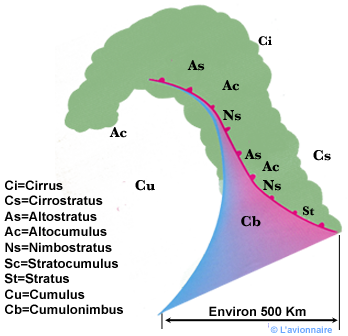 Ci
As
Ac
Ns
Ac
As
Ac
Cs
Cu
Ns
St
Cb
Ci=Cirrus
Cs=Cirrostratus
As=Altostratus
Ac=Altocumulus
Ns=Nimbostratus
Sc=Stratocumulus
St=Stratus
Cu=Cumulus
Cb=Cumulonimbus
Environ 500 Km
© L'avionnaire